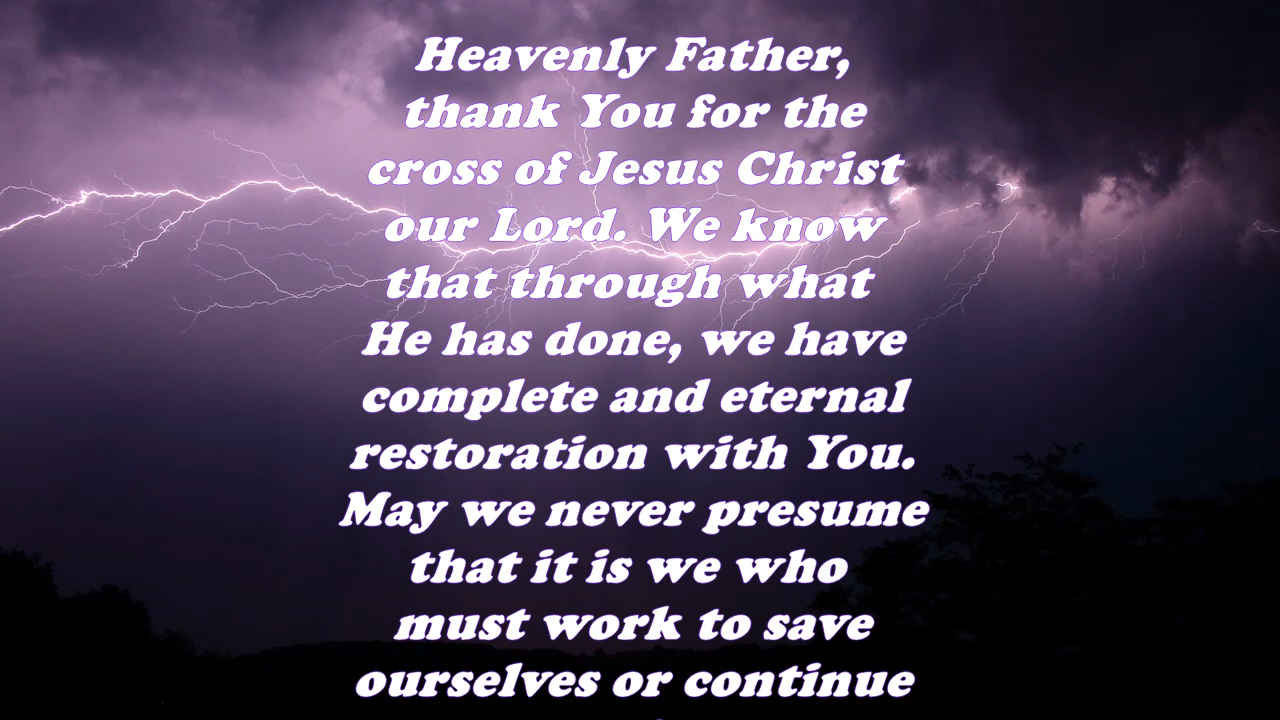 Heavenly Father,
thank You for the
cross of Jesus Christ
our Lord. We know
that through what
He has done, we have
complete and eternal
restoration with You.
May we never presume
that it is we who
must work to save
ourselves or continue